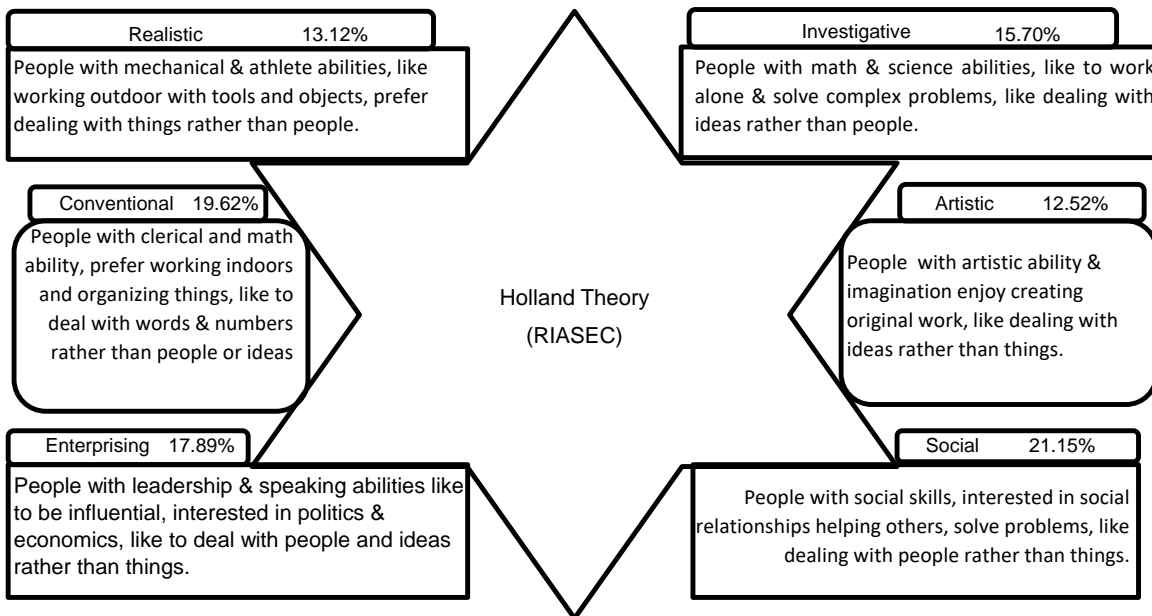 Realistic 13.12%
People with mechanical & athlete abilities, like
working outdoor with tools and objects, prefer
dealing with things rather than people.
Investigative 15.70%
People with math & science abilities, like to work
alone & solve complex problems, like dealing with
ideas rather than people.
Conventional 19.62%
People with clerical and math
ability, prefer working indoors
and organizing things, like to
deal with words & numbers
rather than people or ideas
Holland Theory
(RIASEC)
Artistic 12.52%
People with artistic ability &
imagination enjoy creating
original work, like dealing with
ideas rather than things.
Enterprising 17.89%
People with leadership & speaking abilities like
to be influential, interested in politics &
economics, like to deal with people and ideas
rather than things.
Social 21.15%
People with social skills, interested in social
relationships helping others, solve problems, like
dealing with people rather than things.